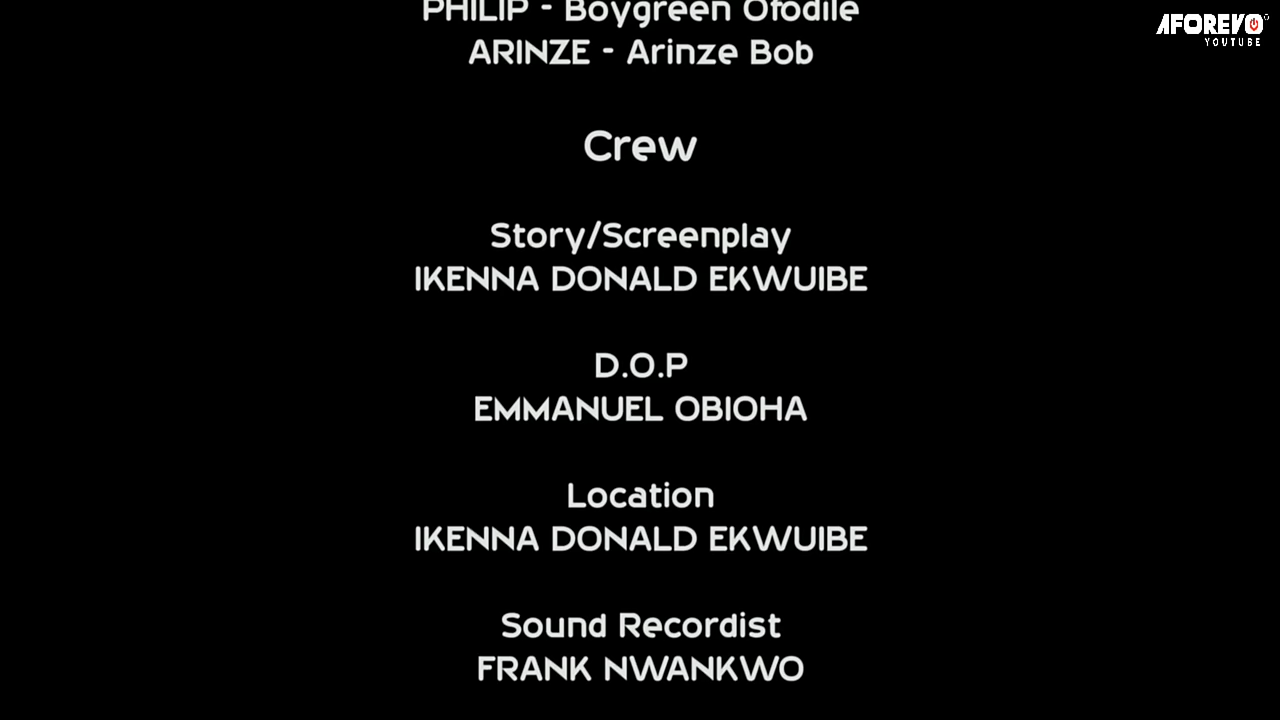 PHILIP - Boygreen Ofodile
AFOREVO
YOUTUBE
ARINZE - Arinze Bob
Crew
Story/Screenplay
IKENNA DONALD EKWUIBE
D.O.P
EMMANUEL OBIOHA
Location
IKENNA DONALD EKWUIBE
Sound Recordist
FRANK NWANKWO